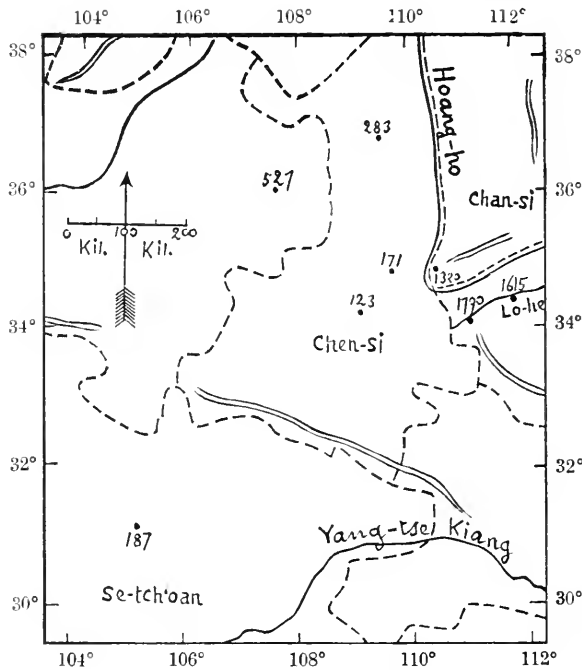 104° 106° 108° 110° 112°
38° 38°
Hoang-ho
283
527
36° 36°
Chan-si
0 100 200
Kil. Kil.
171
1320
1615
1790
Lo-he
123
34° 34°
Chen-si
32° 32°
187
Yang-tse Kiang
Se-tch'oan
30° 30°
104° 106° 108° 110° 112°